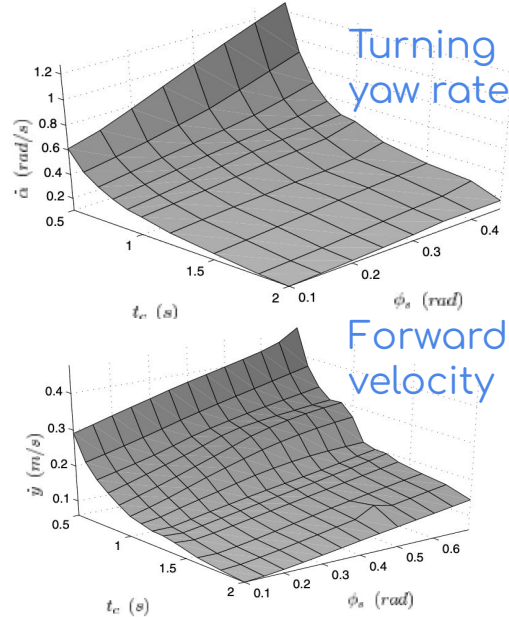 Turning
yaw rate
1.2
1
0.8
0.6
0.4
0.2
α̇ (rad/s)
0.5
1
1.5
2
t_c (s)
0.1
0.2
0.3
0.4
ϕ_s (rad)
Forward
velocity
0.4
0.3
0.2
0.1
ẏ (m/s)
0.5
1
1.5
2
t_c (s)
0.1
0.2
0.3
0.4
0.5
0.6
ϕ_s (rad)